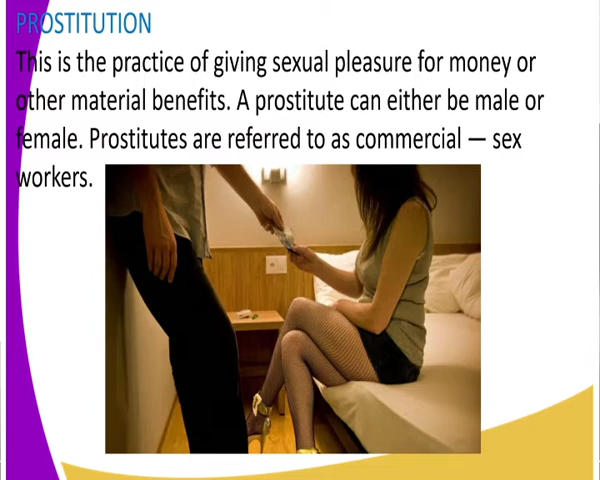 PROSTITUTION
This is the practice of giving sexual pleasure for money or
other material benefits. A prostitute can either be male or
female. Prostitutes are referred to as commercial — sex
workers.